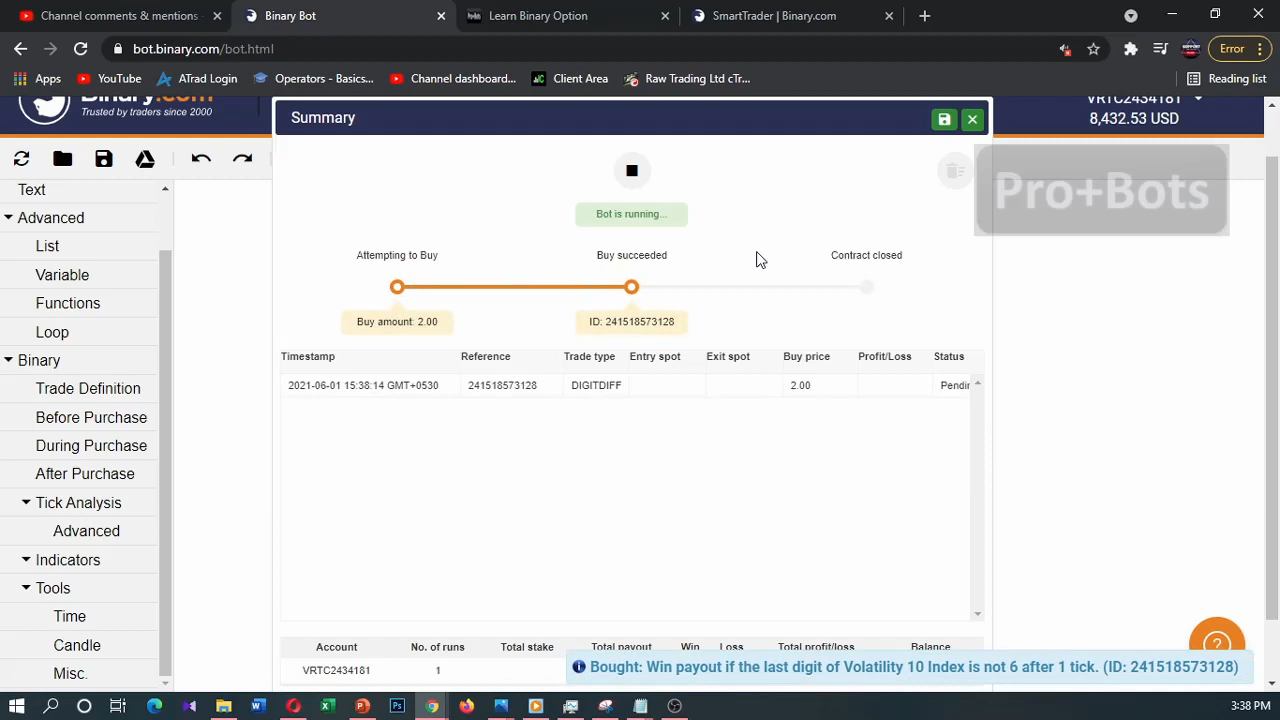 Channel comments & mentions -
Binary Bot
Learn Binary Option
SmartTrader | Binary.com
bot.binary.com/bot.html
Error
Apps
YouTube
ATrad Login
Operators - Basics...
Channel dashboard...
Client Area
Raw Trading Ltd cTr...
Reading list
Binary.com
Trusted by traders since 2000
Summary
VRTC2434181
8,432.53 USD
Pro+Bots
Text
Advanced
List
Variable
Functions
Loop
Binary
Trade Definition
Before Purchase
During Purchase
After Purchase
Tick Analysis
Advanced
Indicators
Tools
Time
Candle
Misc.
Bot is running...
Attempting to Buy
Buy succeeded
Contract closed
Buy amount: 2.00
ID: 241518573128
Timestamp Reference Trade type Entry spot Exit spot Buy price Profit/Loss Status
2021-06-01 15:38:14 GMT+0530 241518573128 DIGITDIFF 2.00 Pendin
Account No. of runs Total stake Total payout Win Loss Total profit/loss Balance
VRTC2434181 1
Bought: Win payout if the last digit of Volatility 10 Index is not 6 after 1 tick. (ID: 241518573128)
3:38 PM